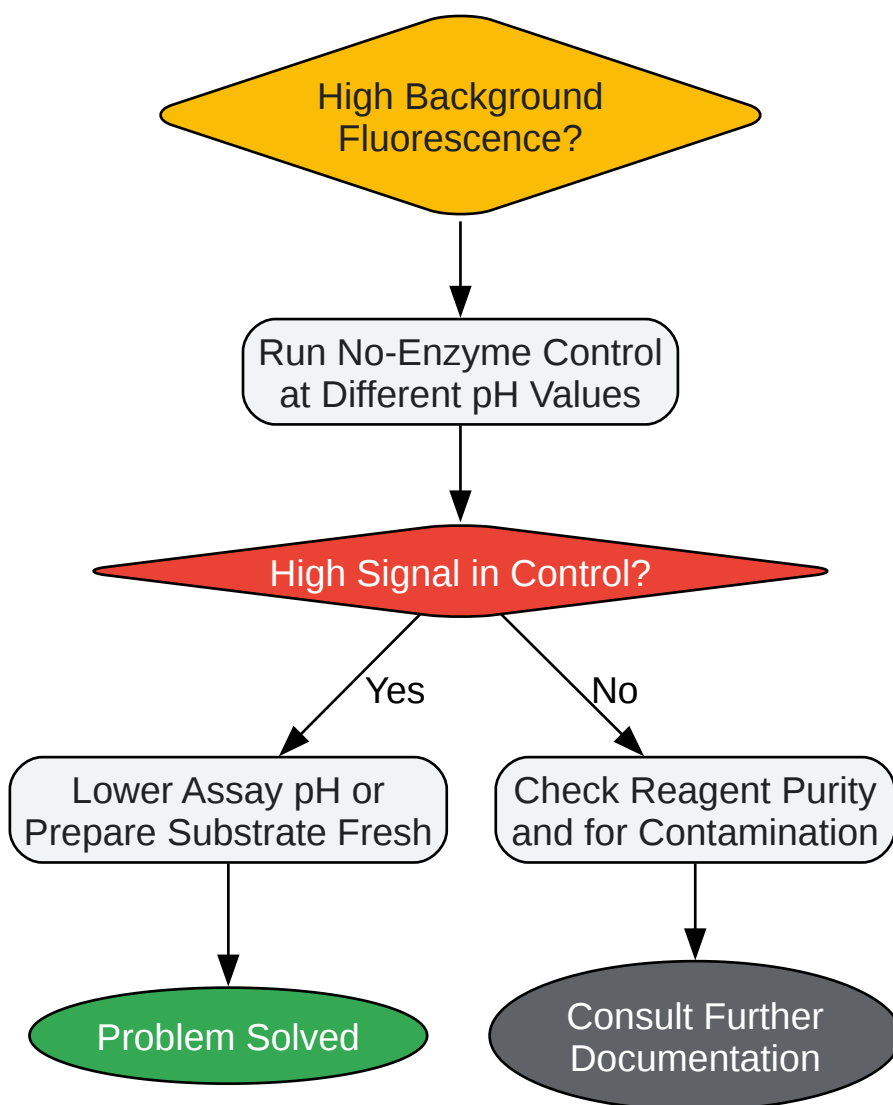 High Background
Fluorescence?
Run No-Enzyme Control
at Different pH Values
High Signal in Control?
Yes
No
Lower Assay pH or
Prepare Substrate Fresh
Check Reagent Purity
and for Contamination
Problem Solved
Consult Further
Documentation